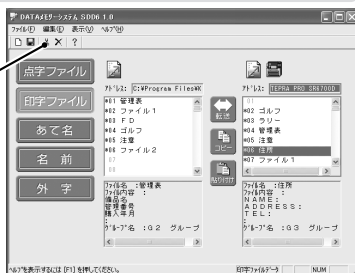 DATAメモリーシステム SDD6 1.0
ファイル(F) 編集(E) 表示(V) ヘルプ(H)
点字ファイル
印字ファイル
あて名
名 前
外 字
アドレス: C:¥Program Files¥K
*01 管理表
*02 ファイル1
*03 FD
*04 ゴルフ
*05 注意
*06 ファイル2
07
ファイル名 :管理表
ファイル内容 :
備品名
管理番号
購入年月
:
グループ名 :G2 グループ
転送
コピー
貼り付け
アドレス: TEPRA PRO SR6700D
01
*02 ゴルフ
*03 ラリー
*04 管理表
*05 注意
*06 住所
*07 ファイル1
ファイル名 :住所
ファイル内容 :
NAME:
ADDRESS:
TEL:
:
グループ名 :G3 グループ
ヘルプを表示するには [F1] を押してください。
印字ファイルデータ
NUM